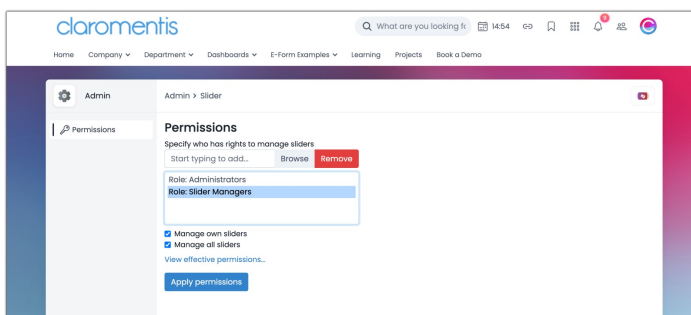 claromentis
What are you looking fo
14:54
Home Company Department Dashboards E-Form Examples Learning Projects Book a Demo
Admin
Admin > Slider
Permissions
Permissions
Specify who has rights to manage sliders
Start typing to add... Browse Remove
Role: Administrators
Role: Slider Managers
Manage own sliders
Manage all sliders
View effective permissions...
Apply permissions